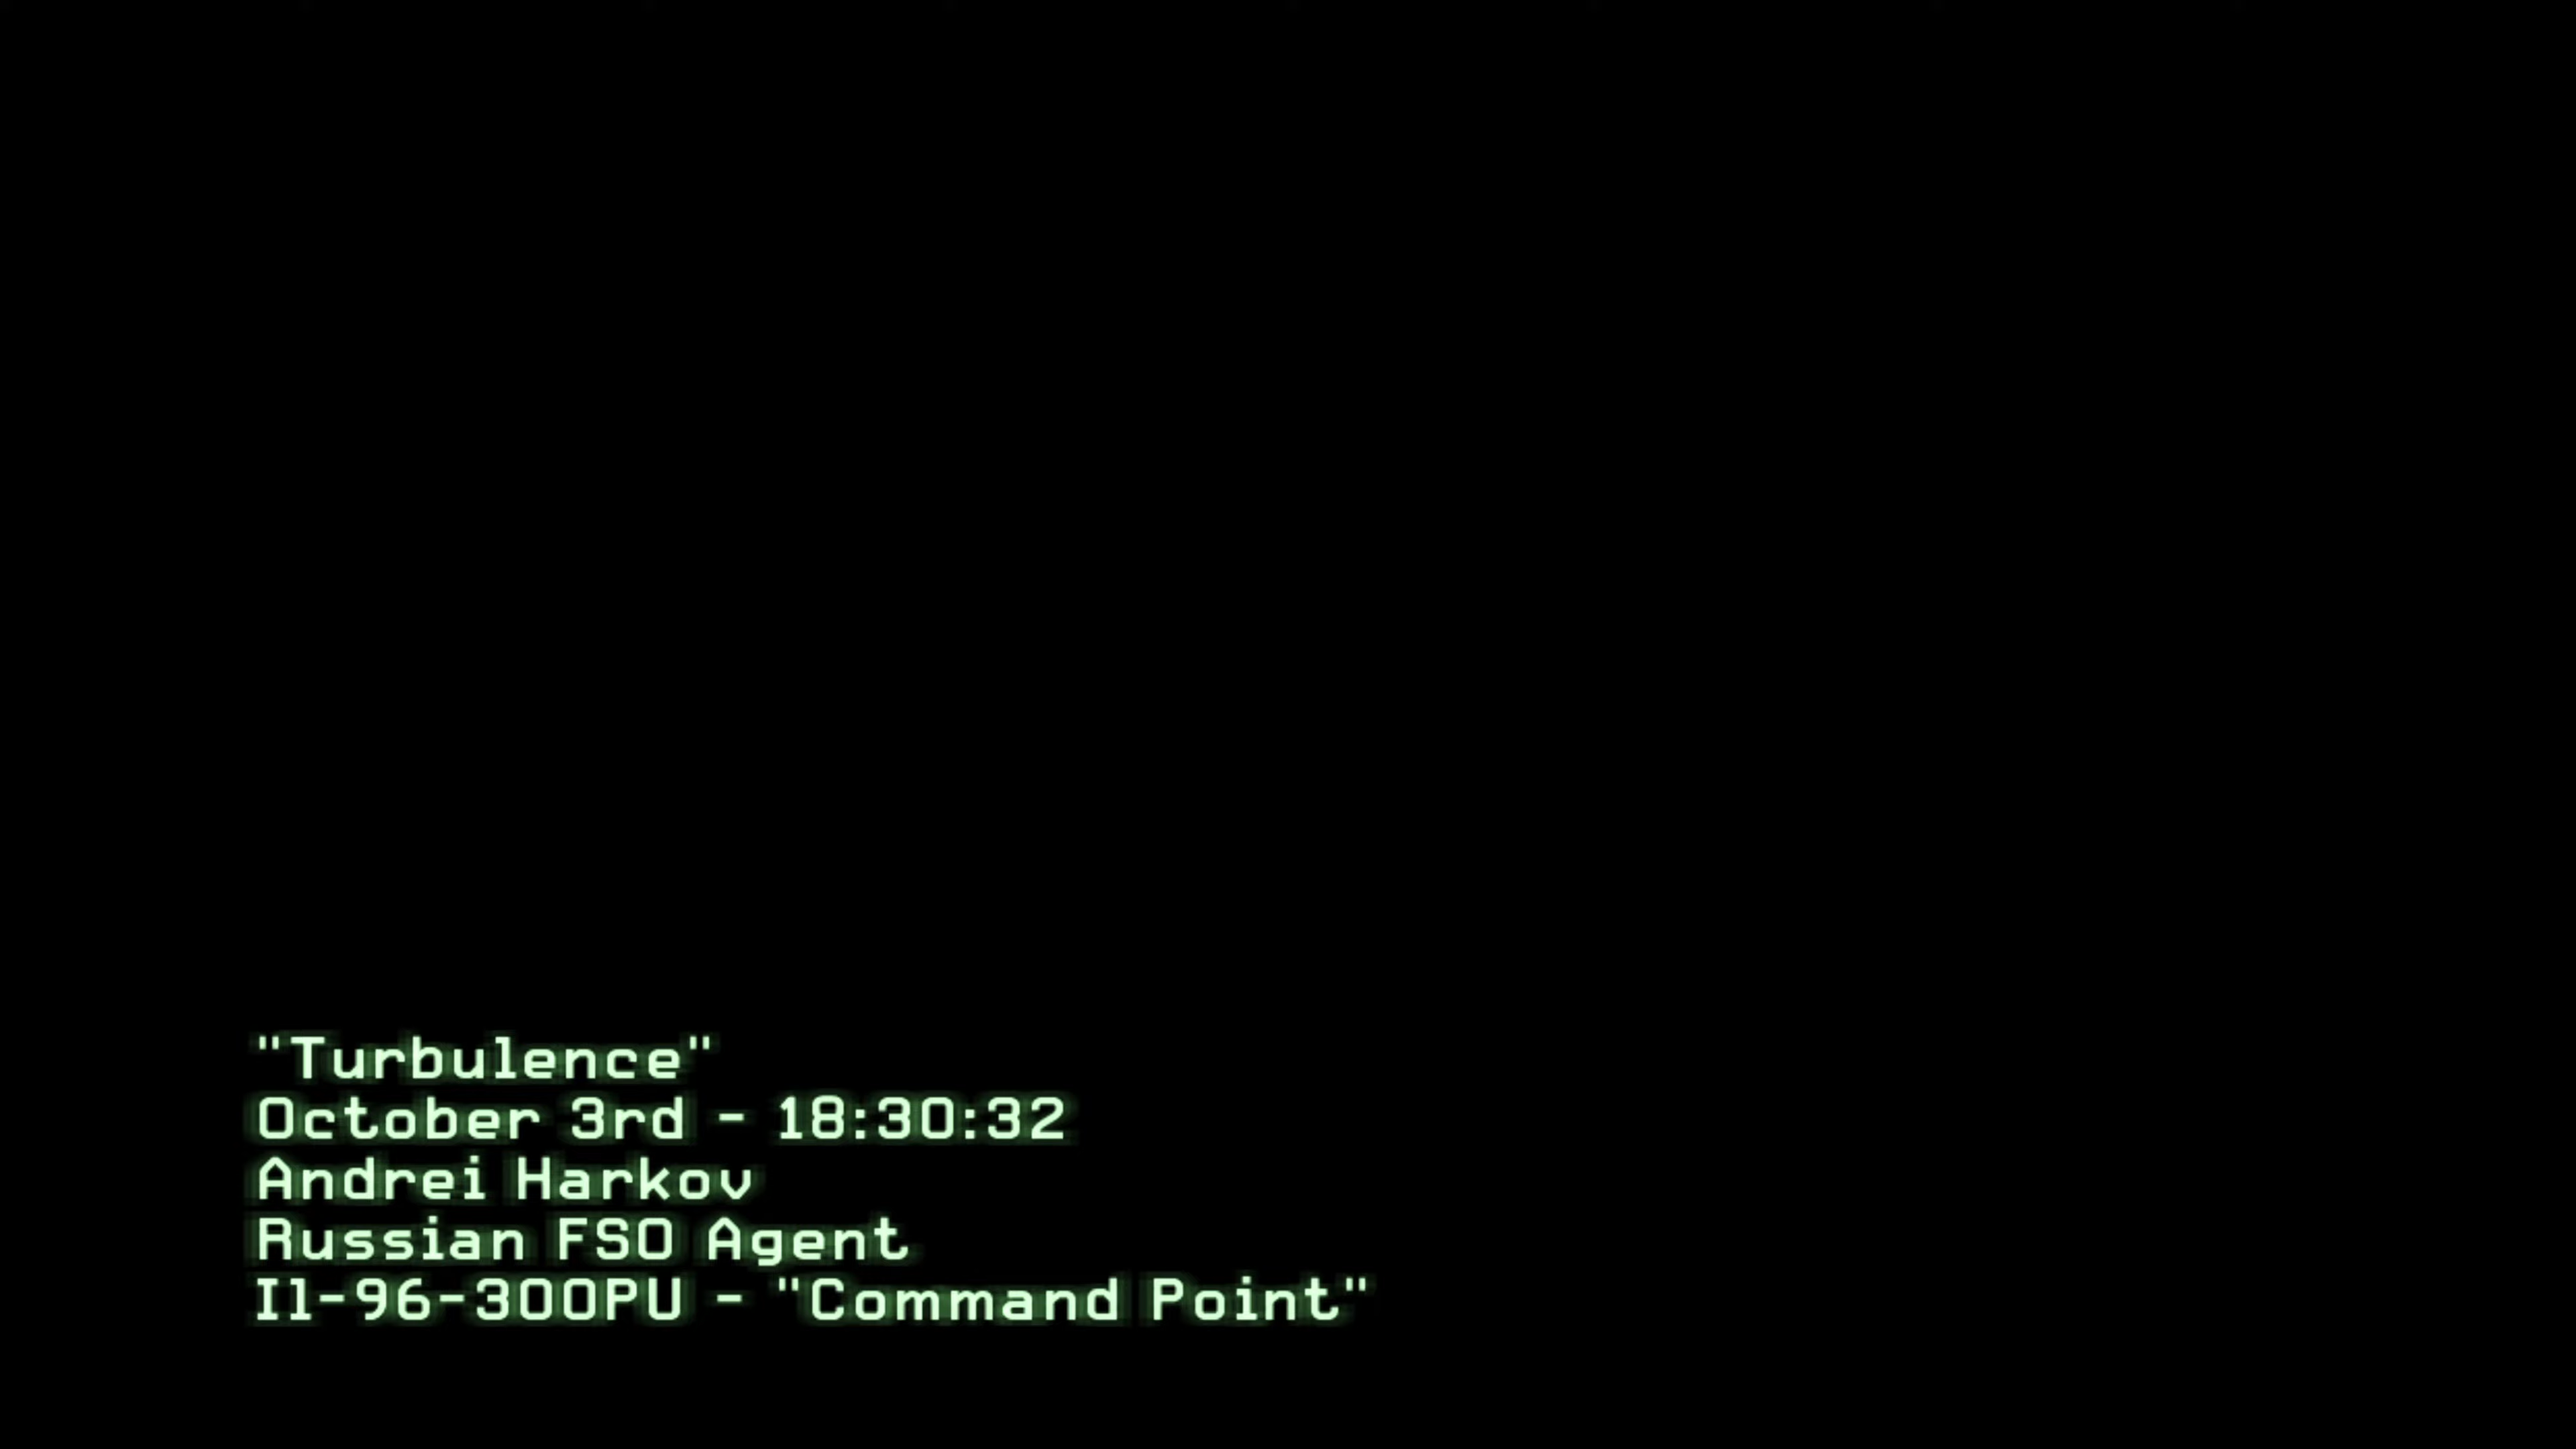 "Turbulence"
October 3rd - 18:30:32
Andrei Harkov
Russian FSO Agent
Il-96-300PU - "Command Point"